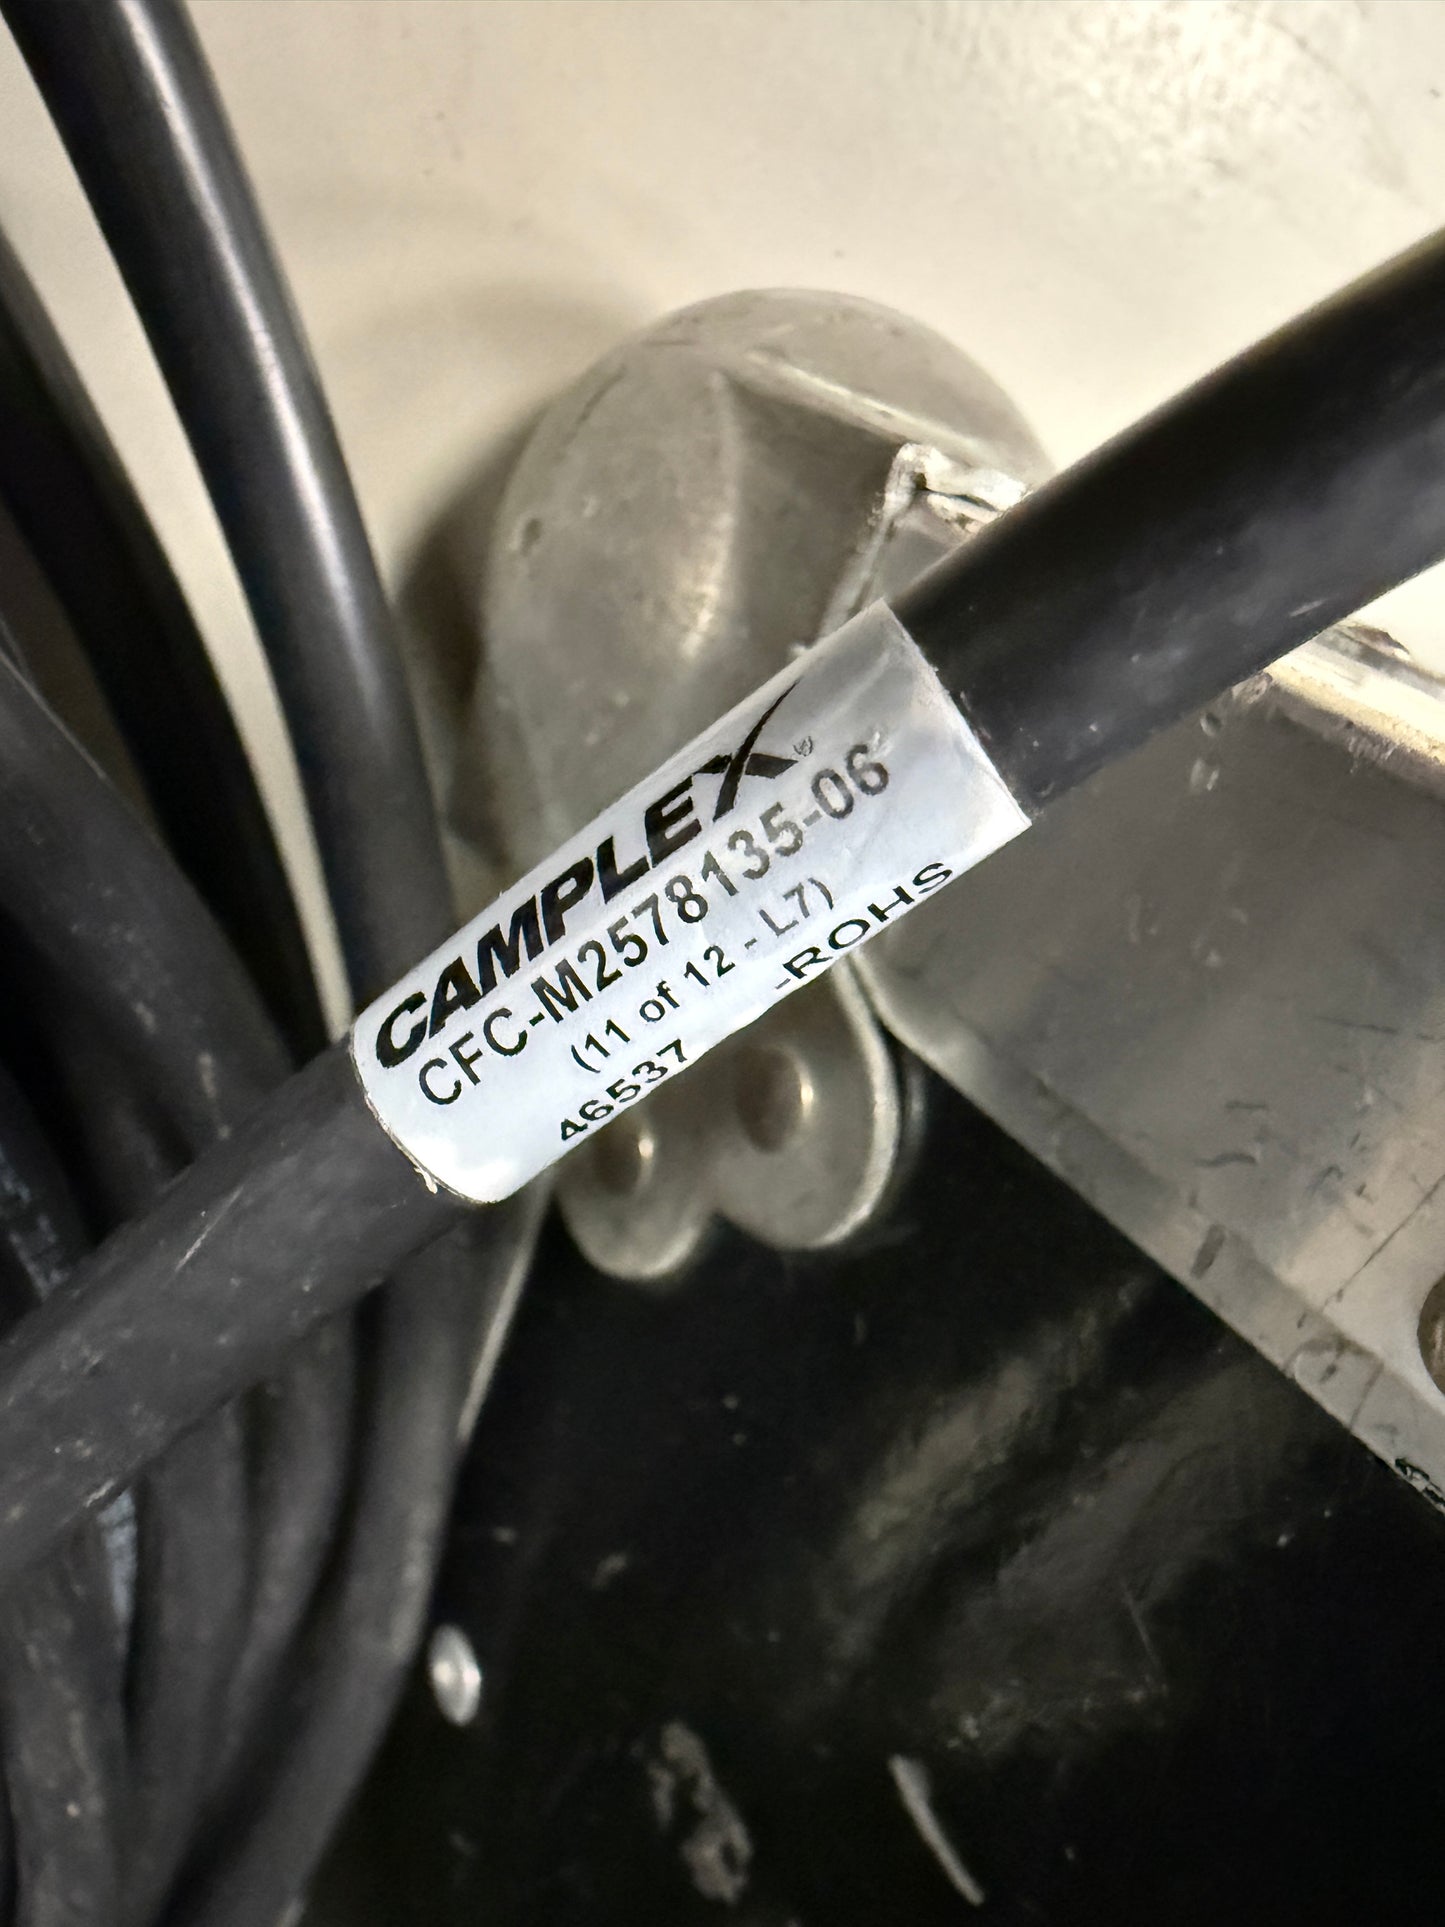 CAMPLEX®
CFC-M2578135-06
(11 of 12 - L7)
46537 -ROHS